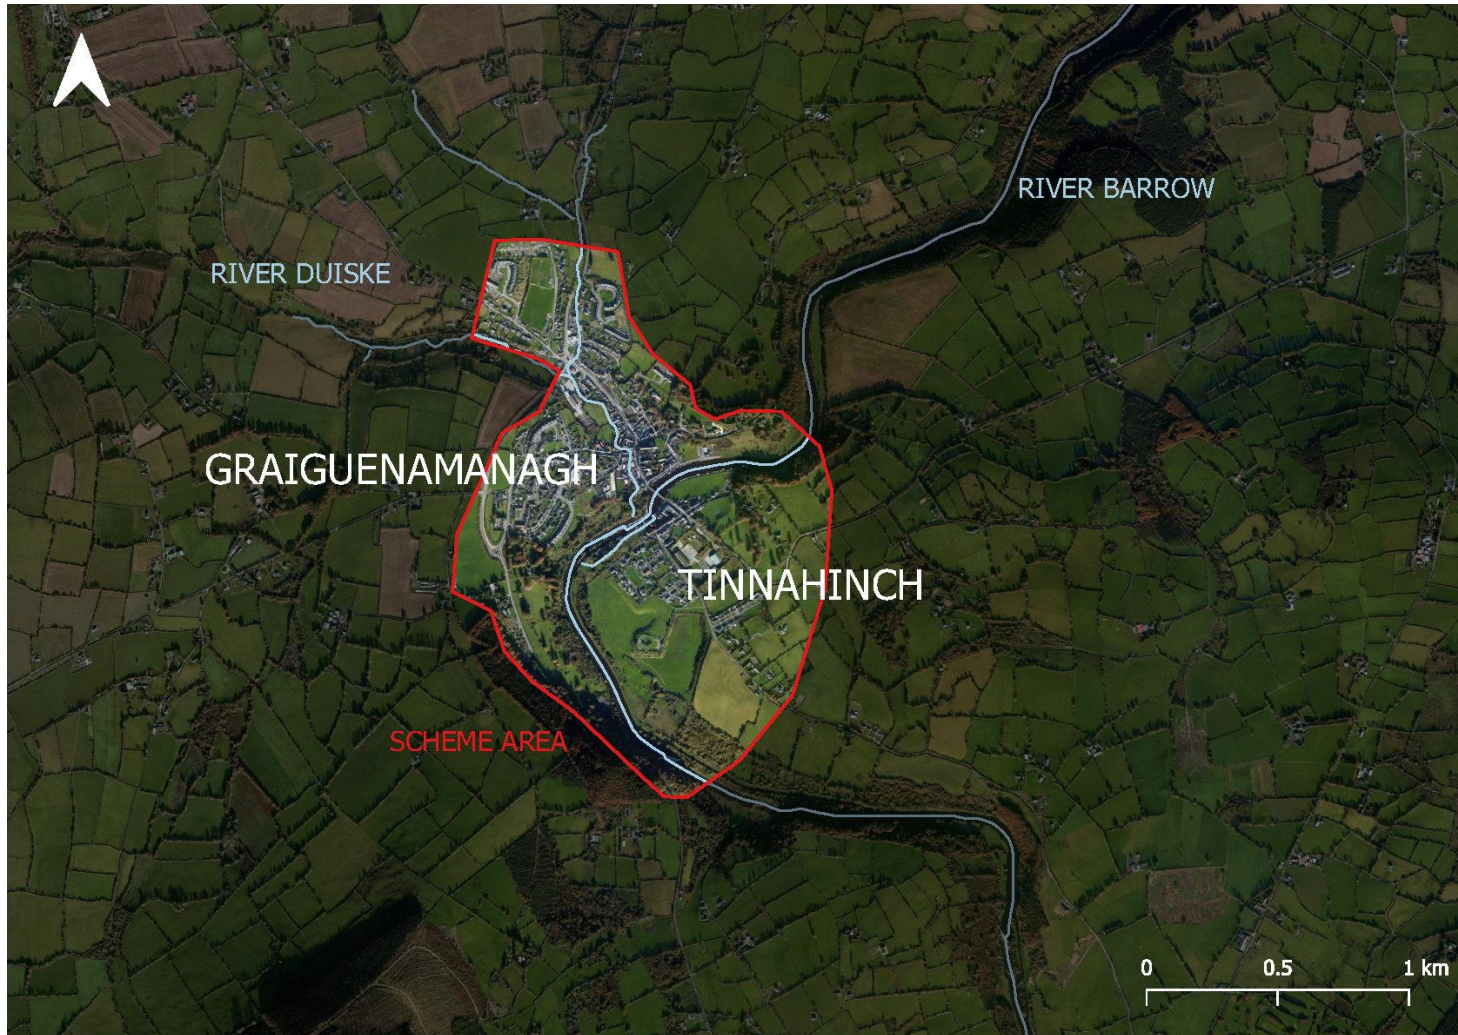 RIVER BARROW
RIVER DUISKE
GRAIGUENAMANAGH
TINNAHINCH
SCHEME AREA
0 0.5 1 km